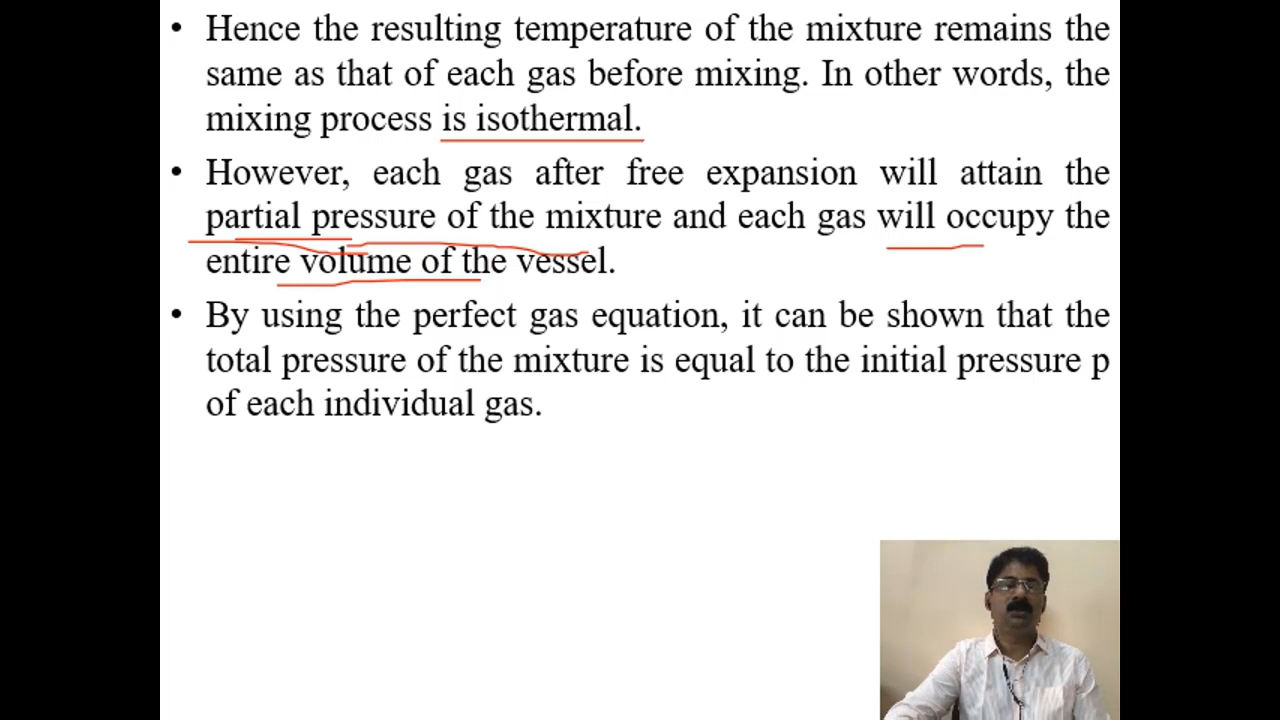 • Hence the resulting temperature of the mixture remains the
same as that of each gas before mixing. In other words, the
mixing process is isothermal.
• However, each gas after free expansion will attain the
partial pressure of the mixture and each gas will occupy the
entire volume of the vessel.
• By using the perfect gas equation, it can be shown that the
total pressure of the mixture is equal to the initial pressure p
of each individual gas.